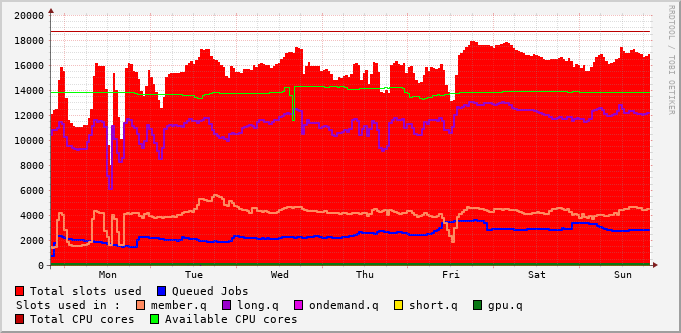 RRDTOOL / TOBI OETIKER
20000
18000
16000
14000
12000
10000
8000
6000
4000
2000
0
Mon Tue Wed Thu Fri Sat Sun
Total slots used Queued Jobs
Slots used in : member.q long.q ondemand.q short.q gpu.q
Total CPU cores Available CPU cores